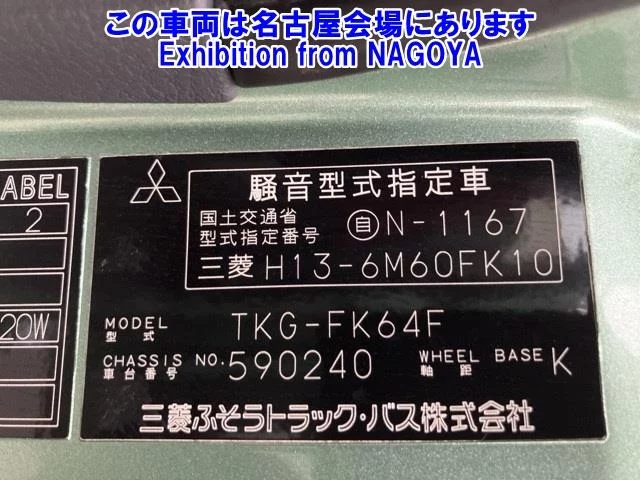 この車両は名古屋会場にあります
Exhibition from NAGOYA
ABEL
2
20W
騒音型式指定車
国土交通省
型式指定番号 自N-1167
三菱 H13-6M60FK10
MODEL
型式 TKG-FK64F
CHASSIS NO.
車台番号 590240 WHEEL BASE
軸距 K
三菱ふそうトラック・バス株式会社